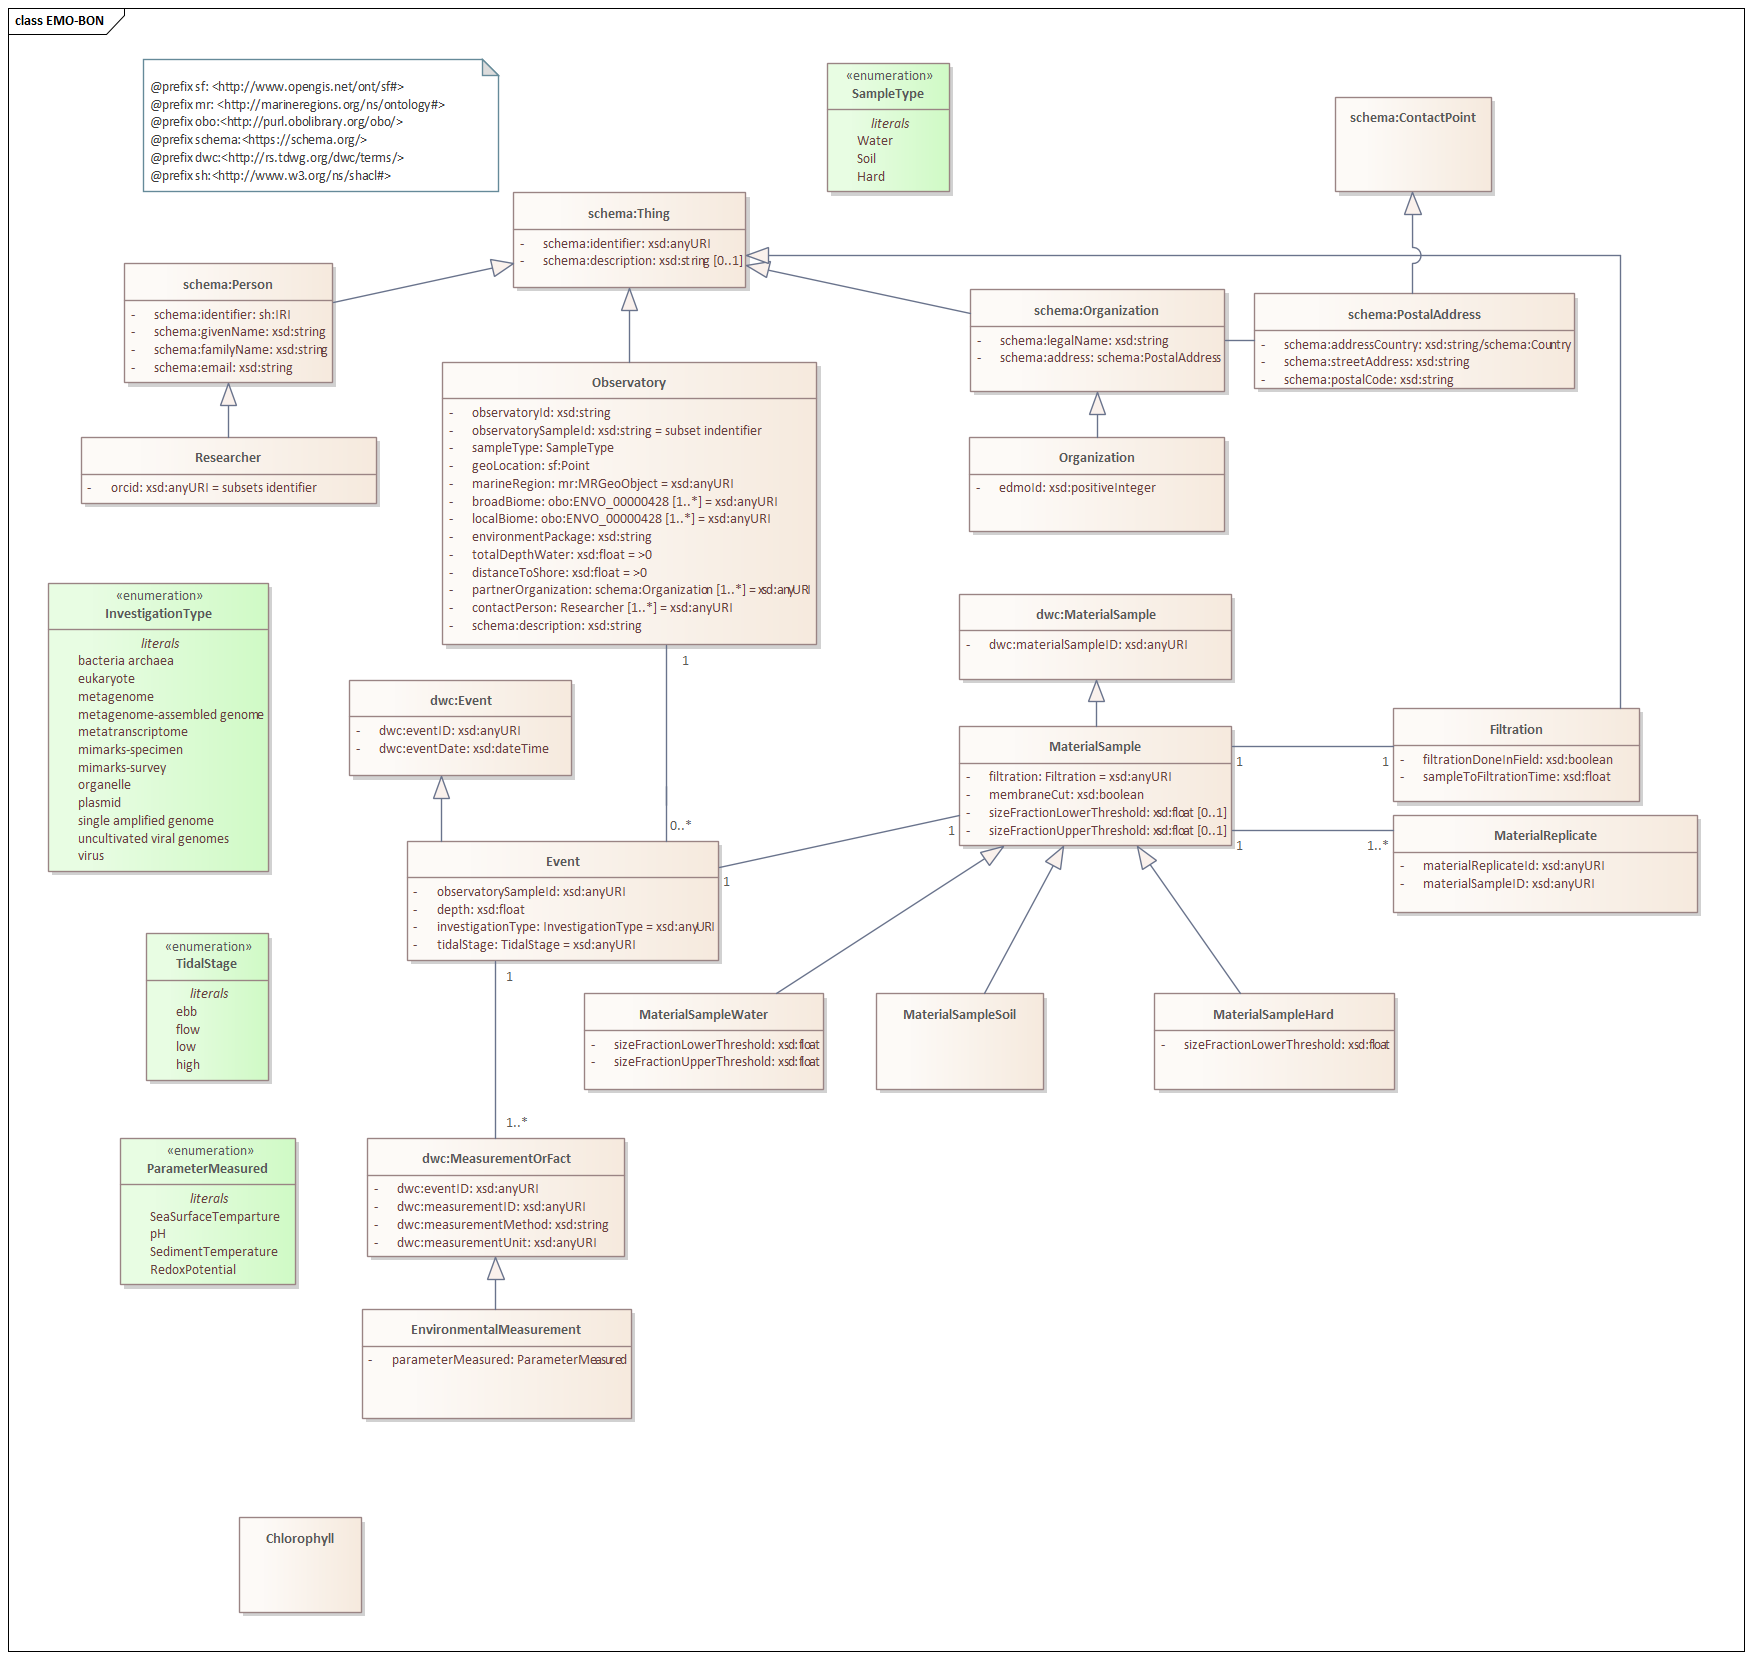 class EMO-BON
@prefix sf: <http://www.opengis.net/ont/sf#>
@prefix mr: <http://marineregions.org/ns/ontology#>
@prefix obo:<http://purl.obolibrary.org/obo/>
@prefix schema:<https://schema.org/>
@prefix dwc:<http://rs.tdwg.org/dwc/terms/>
@prefix sh:<http://www.w3.org/ns/shacl#>
«enumeration»
SampleType
literals
Water
Soil
Hard
schema:ContactPoint
schema:Thing
- schema:identifier: xsd:anyURI
- schema:description: xsd:string [0..1]
schema:Person
- schema:identifier: sh:IRI
- schema:givenName: xsd:string
- schema:familyName: xsd:string
- schema:email: xsd:string
schema:Organization
- schema:legalName: xsd:string
- schema:address: schema:PostalAddress
schema:PostalAddress
- schema:addressCountry: xsd:string/schema:Country
- schema:streetAddress: xsd:string
- schema:postalCode: xsd:string
Observatory
- observatoryId: xsd:string
- observatorySampleId: xsd:string = subset indentifier
- sampleType: SampleType
- geoLocation: sf:Point
- marineRegion: mr:MRGeoObject = xsd:anyURI
- broadBiome: obo:ENVO_00000428 [1..*] = xsd:anyURI
- localBiome: obo:ENVO_00000428 [1..*] = xsd:anyURI
- environmentPackage: xsd:string
- totalDepthWater: xsd:float = >0
- distanceToShore: xsd:float = >0
- partnerOrganization: schema:Organization [1..*] = xsd:anyURI
- contactPerson: Researcher [1..*] = xsd:anyURI
- schema:description: xsd:string
Researcher
- orcid: xsd:anyURI = subsets identifier
Organization
- edmoId: xsd:positiveInteger
«enumeration»
InvestigationType
literals
bacteria archaea
eukaryote
metagenome
metagenome-assembled genome
metatranscriptome
mimarks-specimen
mimarks-survey
organelle
plasmid
single amplified genome
uncultivated viral genomes
virus
dwc:MaterialSample
- dwc:materialSampleID: xsd:anyURI
1
dwc:Event
- dwc:eventID: xsd:anyURI
- dwc:eventDate: xsd:dateTime
0..*
MaterialSample
- filtration: Filtration = xsd:anyURI
- membraneCut: xsd:boolean
- sizeFractionLowerThreshold: xsd:float [0..1]
- sizeFractionUpperThreshold: xsd:float [0..1]
1
1
Filtration
- filtrationDoneInField: xsd:boolean
- sampleToFiltrationTime: xsd:float
1
1..*
MaterialReplicate
- materialReplicateId: xsd:anyURI
- materialSampleID: xsd:anyURI
1
1
Event
- observatorySampleId: xsd:anyURI
- depth: xsd:float
- investigationType: InvestigationType = xsd:anyURI
- tidalStage: TidalStage = xsd:anyURI
1
1..*
«enumeration»
TidalStage
literals
ebb
flow
low
high
MaterialSampleWater
- sizeFractionLowerThreshold: xsd:float
- sizeFractionUpperThreshold: xsd:float
MaterialSampleSoil
MaterialSampleHard
- sizeFractionLowerThreshold: xsd:float
«enumeration»
ParameterMeasured
literals
SeaSurfaceTemparture
pH
SedimentTemperature
RedoxPotential
dwc:MeasurementOrFact
- dwc:eventID: xsd:anyURI
- dwc:measurementID: xsd:anyURI
- dwc:measurementMethod: xsd:string
- dwc:measurementUnit: xsd:anyURI
EnvironmentalMeasurement
- parameterMeasured: ParameterMeasured
Chlorophyll